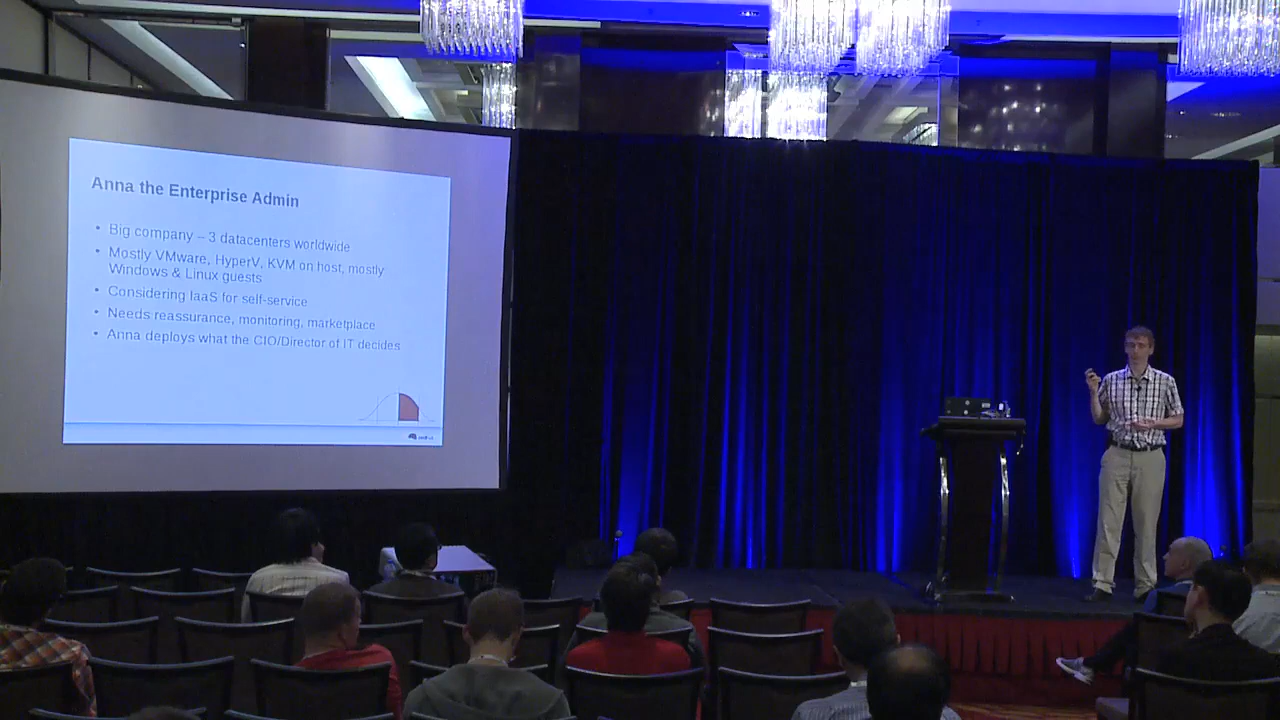 Anna the Enterprise Admin
• Big company – 3 datacenters worldwide
• Mostly VMware, HyperV, KVM on host, mostly
Windows & Linux guests
• Considering IaaS for self-service
• Needs reassurance, monitoring, marketplace
• Anna deploys what the CIO/Director of IT decides